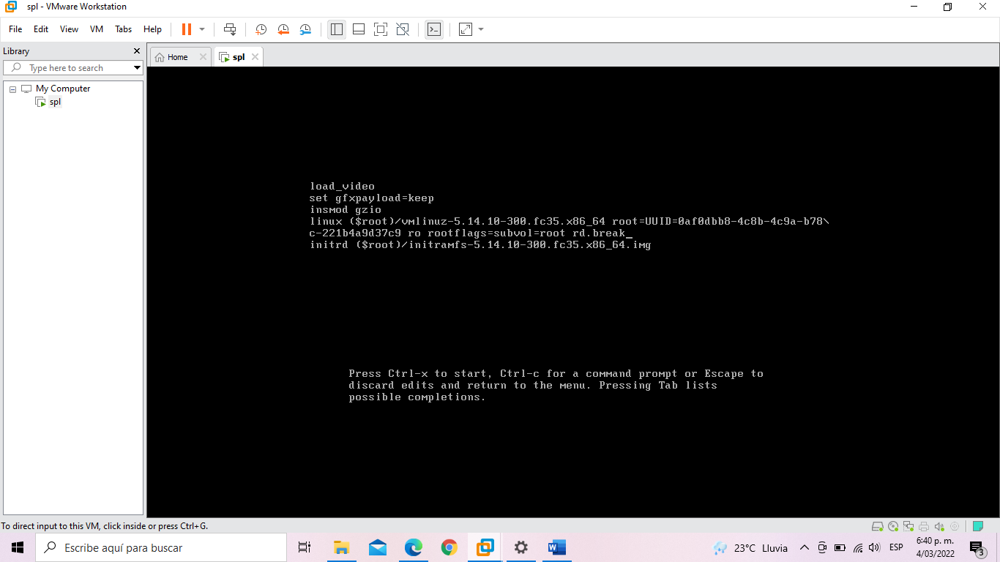 spl - VMware Workstation
File Edit View VM Tabs Help
Library
Type here to search
My Computer
spl
Home
spl
load_video
set gfxpayload=keep
insmod gzio
linux ($root)/vmlinuz-5.14.10-300.fc35.x86_64 root=UUID=0af0dbb8-4c8b-4c9a-b78\
c-221b4a9d37c9 ro rootflags=subvol=root rd.break_
initrd ($root)/initramfs-5.14.10-300.fc35.x86_64.img
Press Ctrl-x to start, Ctrl-c for a command prompt or Escape to
discard edits and return to the menu. Pressing Tab lists
possible completions.
To direct input to this VM, click inside or press Ctrl+G.
Escribe aquí para buscar
23°C Lluvia
ESP
6:40 p. m.
4/03/2022
3